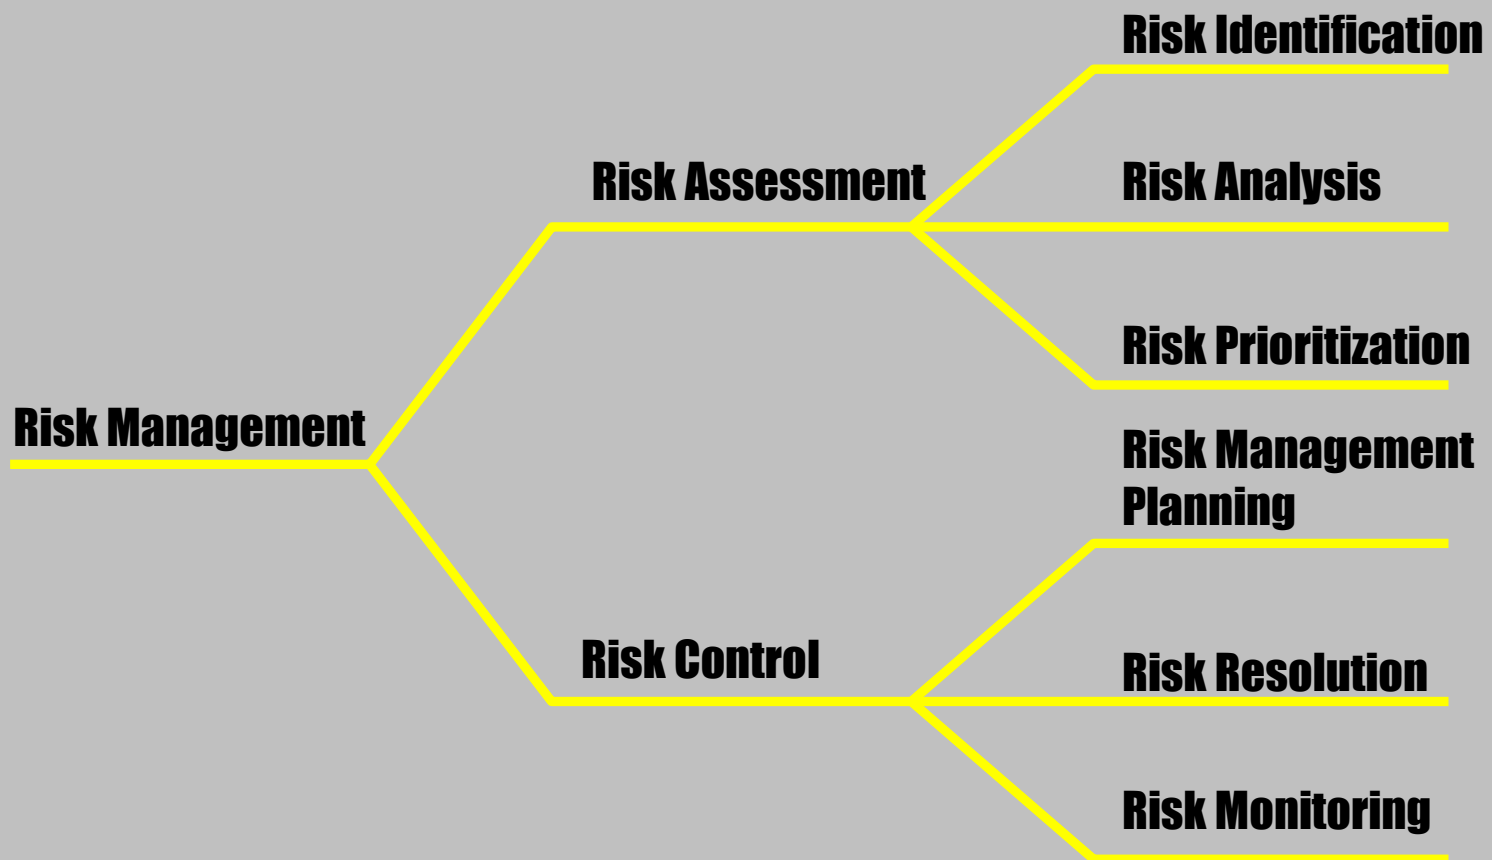 Risk Identification
Risk Assessment
Risk Analysis
Risk Prioritization
Risk Management
Risk Management
Planning
Risk Control
Risk Resolution
Risk Monitoring